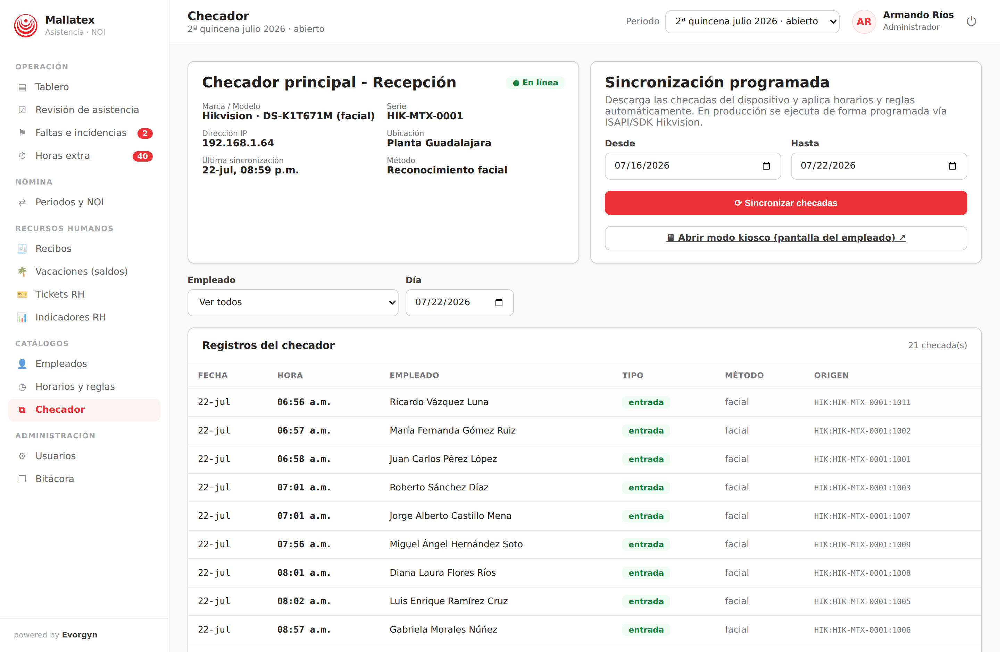 Mallatex
Asistencia · NOI
OPERACIÓN
Tablero
Revisión de asistencia
Faltas e incidencias 2
Horas extra 40
NÓMINA
Periodos y NOI
RECURSOS HUMANOS
Recibos
Vacaciones (saldos)
Tickets RH
Indicadores RH
CATÁLOGOS
Empleados
Horarios y reglas
Checador
ADMINISTRACIÓN
Usuarios
Bitácora
powered by Evorgyn
Checador
2ª quincena julio 2026 · abierto
Periodo 2ª quincena julio 2026 · abierto
AR
Armando Ríos
Administrador
Checador principal - Recepción
● En línea
Marca / Modelo
Hikvision · DS-K1T671M (facial)
Serie
HIK-MTX-0001
Dirección IP
192.168.1.64
Ubicación
Planta Guadalajara
Última sincronización
22-jul, 08:59 p.m.
Método
Reconocimiento facial
Sincronización programada
Descarga las checadas del dispositivo y aplica horarios y reglas
automáticamente. En producción se ejecuta de forma programada vía
ISAPI/SDK Hikvision.
Desde
07/16/2026
Hasta
07/22/2026
⟳ Sincronizar checadas
🖥 Abrir modo kiosco (pantalla del empleado) ↗
Empleado
Ver todos
Día
07/22/2026
Registros del checador
21 checada(s)
FECHA HORA EMPLEADO TIPO MÉTODO ORIGEN
22-jul 06:56 a.m. Ricardo Vázquez Luna entrada facial HIK:HIK-MTX-0001:1011
22-jul 06:57 a.m. María Fernanda Gómez Ruiz entrada facial HIK:HIK-MTX-0001:1002
22-jul 06:58 a.m. Juan Carlos Pérez López entrada facial HIK:HIK-MTX-0001:1001
22-jul 07:01 a.m. Roberto Sánchez Díaz entrada facial HIK:HIK-MTX-0001:1003
22-jul 07:01 a.m. Jorge Alberto Castillo Mena entrada facial HIK:HIK-MTX-0001:1007
22-jul 07:56 a.m. Miguel Ángel Hernández Soto entrada facial HIK:HIK-MTX-0001:1009
22-jul 08:01 a.m. Diana Laura Flores Ríos entrada facial HIK:HIK-MTX-0001:1008
22-jul 08:02 a.m. Luis Enrique Ramírez Cruz entrada facial HIK:HIK-MTX-0001:1005
22-jul 08:57 a.m. Gabriela Morales Núñez entrada facial HIK:HIK-MTX-0001:1006